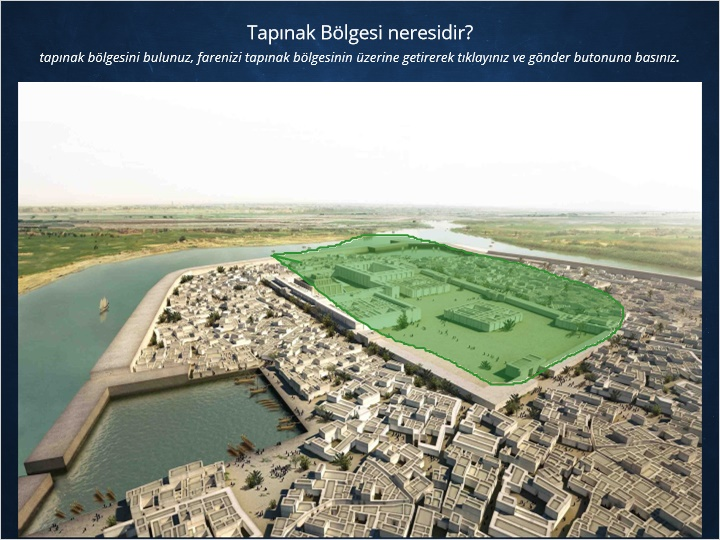 Tapınak Bölgesi neresidir?
tapınak bölgesini bulunuz, farenizi tapınak bölgesinin üzerine getirerek tıklayınız ve gönder butonuna basınız.